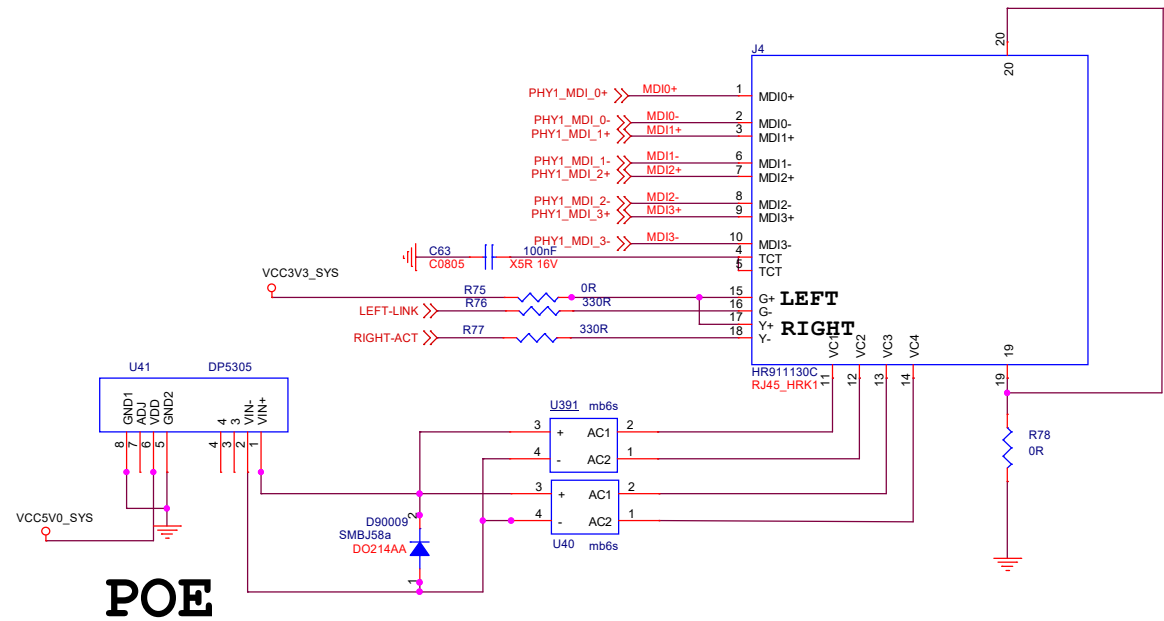 20
J4
20
PHY1_MDI_0+ MDI0+ 1 MDI0+
PHY1_MDI_0- MDI0- 2 MDI0-
PHY1_MDI_1+ MDI1+ 3 MDI1+
PHY1_MDI_1- MDI1- 6 MDI1-
PHY1_MDI_2+ MDI2+ 7 MDI2+
PHY1_MDI_2- MDI2- 8 MDI2-
PHY1_MDI_3+ MDI3+ 9 MDI3+
PHY1_MDI_3- MDI3- 10 MDI3-
C63 100nF 4 TCT
C0805 X5R 16V 5 TCT
VCC3V3_SYS
R75 0R 15 G+ LEFT
LEFT-LINK R76 330R 16 G-
17 Y+ RIGHT
RIGHT-ACT R77 330R 18 Y-
VC1 VC2 VC3 VC4 19
HR911130C
RJ45_HRK1
11 12 13 14 19
U41 DP5305
GND1 ADJ VDD GND2 4 3 VIN- VIN+
8 7 6 5 4 3 2 1
U391 mb6s
3 + AC1 2
4 - AC2 1
R78
0R
3 + AC1 2
4 - AC2 1
U40 mb6s
VCC5V0_SYS
D90009 2
SMBJ58a
DO214AA
1
POE